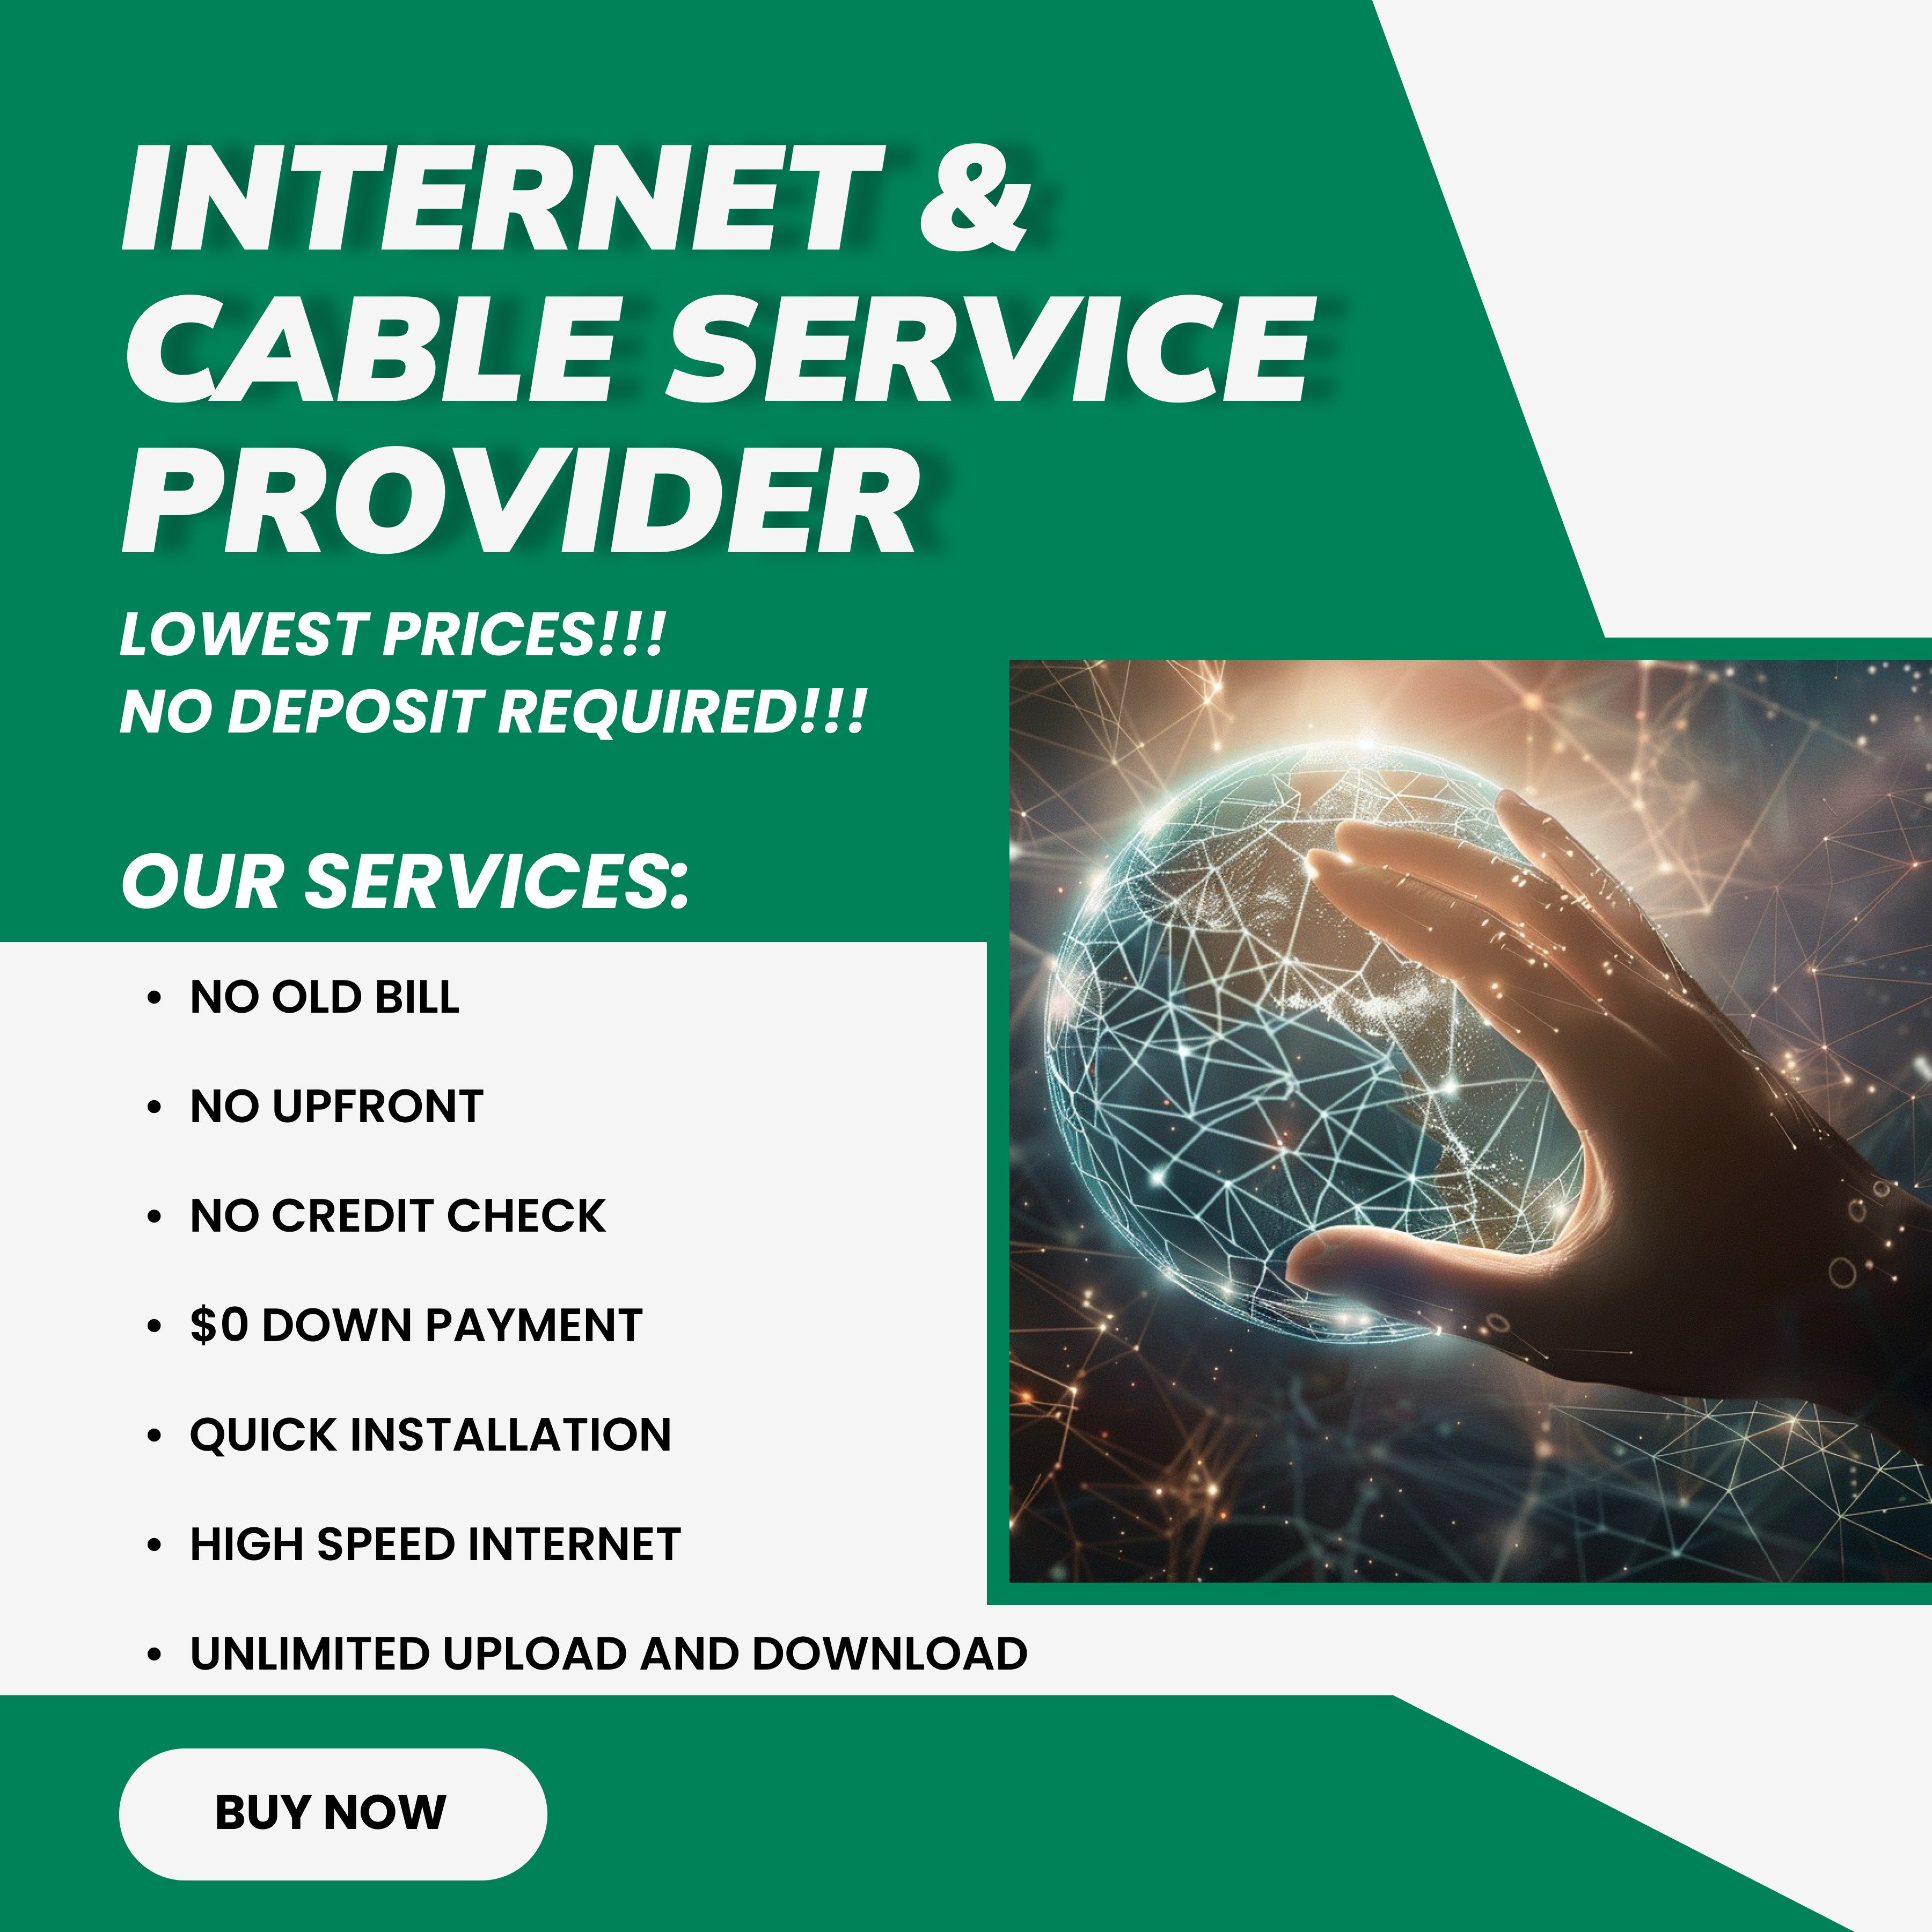 INTERNET &
CABLE SERVICE
PROVIDER
LOWEST PRICES!!!
NO DEPOSIT REQUIRED!!!
OUR SERVICES:
• NO OLD BILL
• NO UPFRONT
• NO CREDIT CHECK
• $0 DOWN PAYMENT
• QUICK INSTALLATION
• HIGH SPEED INTERNET
• UNLIMITED UPLOAD AND DOWNLOAD
BUY NOW